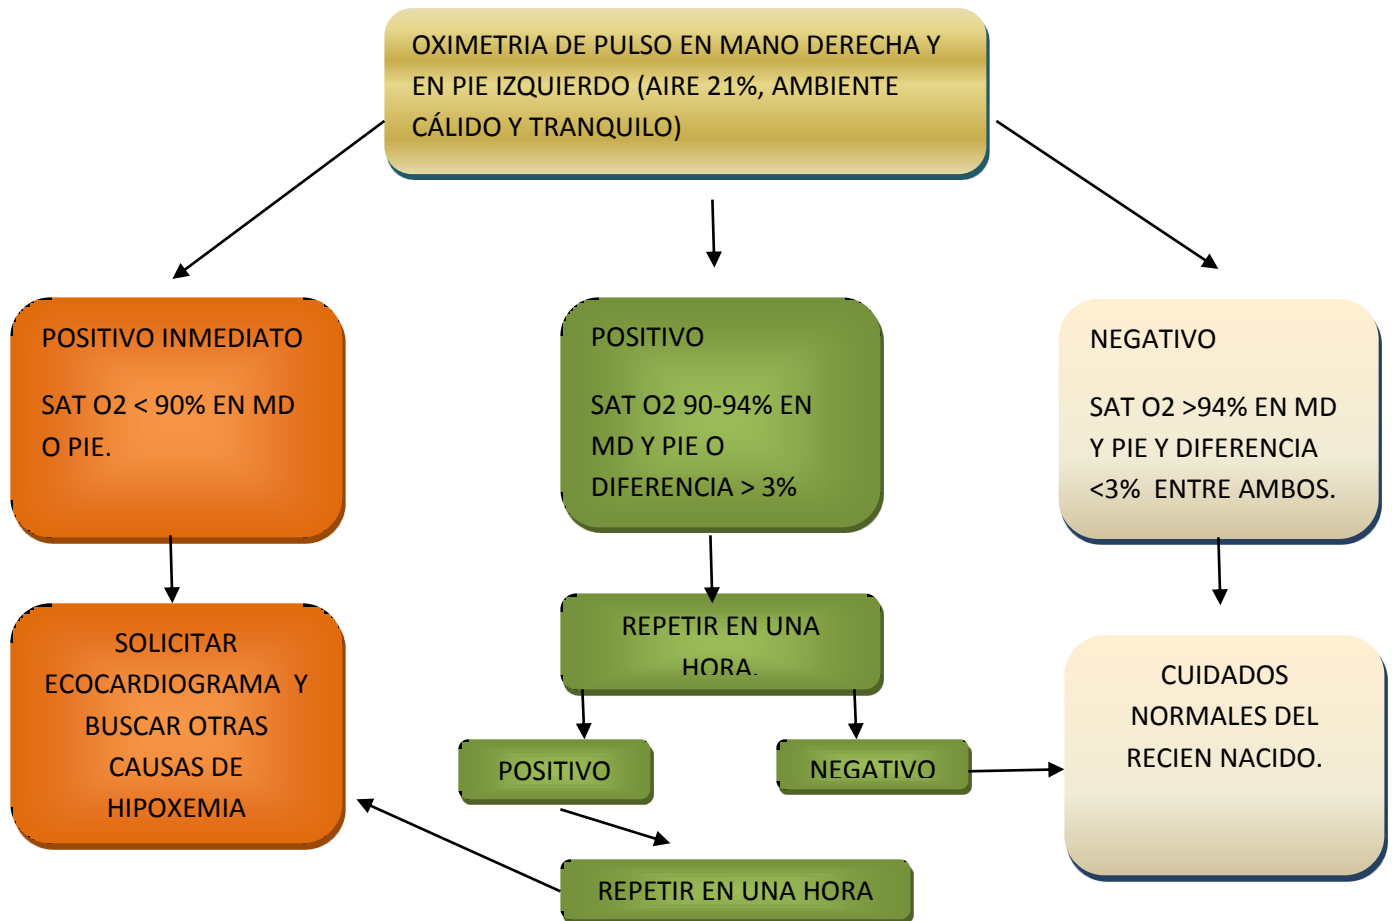 OXIMETRIA DE PULSO EN MANO DERECHA Y
EN PIE IZQUIERDO (AIRE 21%, AMBIENTE
CÁLIDO Y TRANQUILO)
POSITIVO INMEDIATO
SAT O2 < 90% EN MD
O PIE.
POSITIVO
SAT O2 90-94% EN
MD Y PIE O
DIFERENCIA > 3%
NEGATIVO
SAT O2 >94% EN MD
Y PIE Y DIFERENCIA
<3% ENTRE AMBOS.
SOLICITAR
ECOCARDIOGRAMA Y
BUSCAR OTRAS
CAUSAS DE
HIPOXEMIA
REPETIR EN UNA
HORA.
CUIDADOS
NORMALES DEL
RECIEN NACIDO.
POSITIVO
NEGATIVO
REPETIR EN UNA HORA